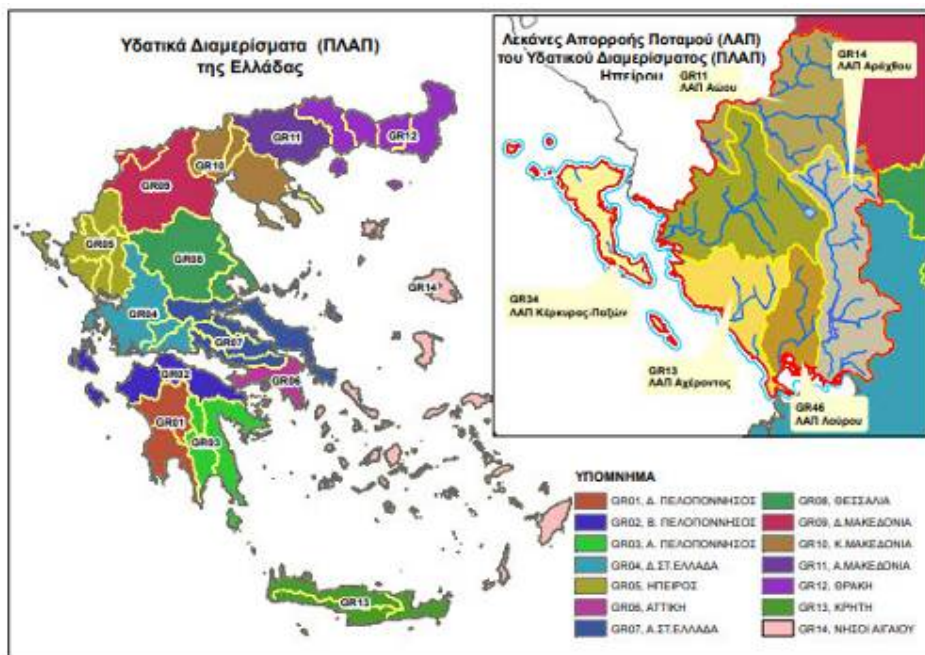 Υδατικά Διαμερίσματα (ΠΛΑΠ)
της Ελλάδας
GR11
GR12
GR10
GR09
GR05
GR08
GR14
GR04
GR07
GR02
GR06
GR01
GR03
GR13
Λεκάνες Απορροής Ποταμού (ΛΑΠ)
του Υδατικού Διαμερίσματος (ΠΛΑΠ)
Ηπείρου
GR14
ΛΑΠ Αράχθου
GR11
ΛΑΠ Αώου
GR34
ΛΑΠ Κέρκυρας-Παξών
GR13
ΛΑΠ Αχέροντος
GR46
ΛΑΠ Λούρου
ΥΠΟΜΝΗΜΑ
GR01, Δ. ΠΕΛΟΠΟΝΝΗΣΟΣ
GR02, Β. ΠΕΛΟΠΟΝΝΗΣΟΣ
GR03, Α. ΠΕΛΟΠΟΝΝΗΣΟΣ
GR04, Δ.ΣΤ.ΕΛΛΑΔΑ
GR05, ΗΠΕΙΡΟΣ
GR06, ΑΤΤΙΚΗ
GR07, Α.ΣΤ.ΕΛΛΑΔΑ
GR08, ΘΕΣΣΑΛΙΑ
GR09, Δ.ΜΑΚΕΔΟΝΙΑ
GR10, Κ.ΜΑΚΕΔΟΝΙΑ
GR11, Α.ΜΑΚΕΔΟΝΙΑ
GR12, ΘΡΑΚΗ
GR13, ΚΡΗΤΗ
GR14, ΝΗΣΟΙ ΑΙΓΑΙΟΥ